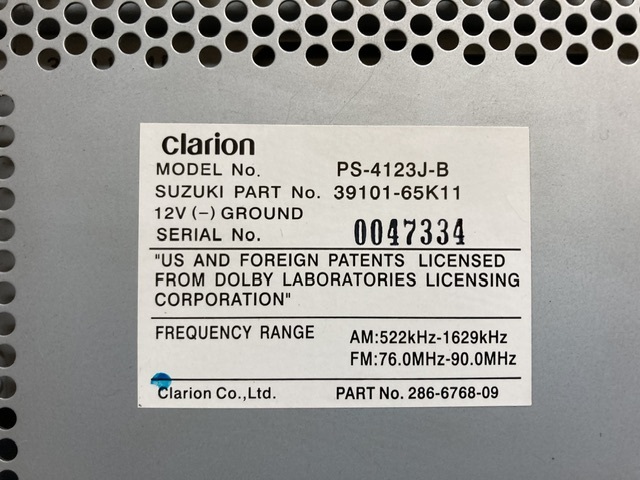 clarion
MODEL No. PS-4123J-B
SUZUKI PART No. 39101-65K11
12V (-) GROUND
SERIAL No. 0047334
"US AND FOREIGN PATENTS LICENSED
FROM DOLBY LABORATORIES LICENSING
CORPORATION"
FREQUENCY RANGE AM:522kHz-1629kHz
FM:76.0MHz-90.0MHz
Clarion Co.,Ltd. PART No. 286-6768-09